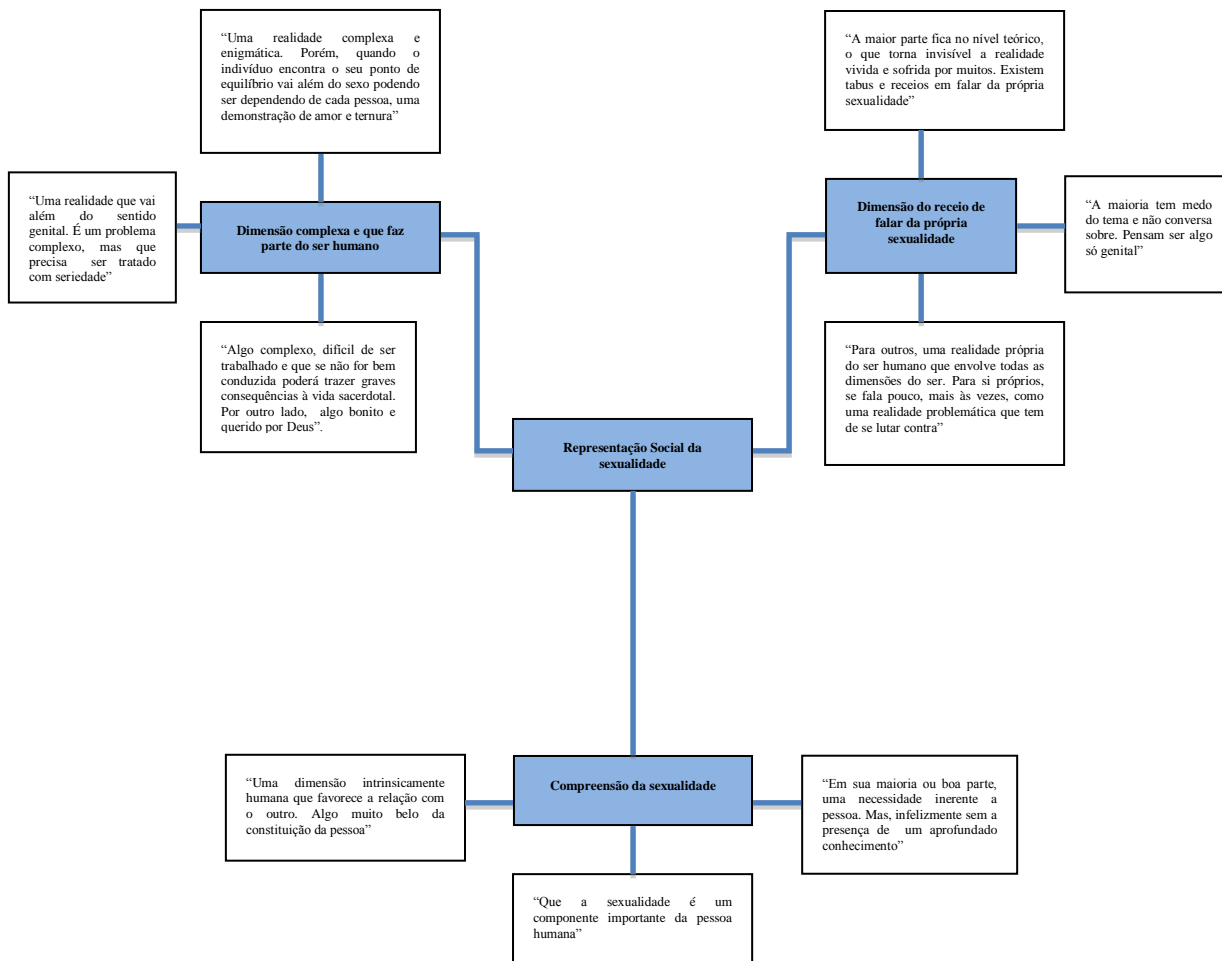 “Uma realidade complexa e
enigmática. Porém, quando o
indivíduo encontra o seu ponto de
equilíbrio vai além do sexo podendo
ser dependendo de cada pessoa, uma
demonstração de amor e ternura”
“A maior parte fica no nível teórico,
o que torna invisível a realidade
vivida e sofrida por muitos. Existem
tabus e receios em falar da própria
sexualidade”
“Uma realidade que vai
além do sentido
genital. É um problema
complexo, mas que
precisa ser tratado
com seriedade”
Dimensão complexa e que faz
parte do ser humano
Dimensão do receio de
falar da própria
sexualidade
“A maioria tem medo
do tema e não conversa
sobre. Pensam ser algo
só genital”
“Algo complexo, difícil de ser
trabalhado e que se não for bem
conduzida poderá trazer graves
consequências à vida sacerdotal.
Por outro lado, algo bonito e
querido por Deus”.
“Para outros, uma realidade própria
do ser humano que envolve todas as
dimensões do ser. Para si próprios,
se fala pouco, mais às vezes, como
uma realidade problemática que tem
de se lutar contra”
Representação Social da
sexualidade
“Uma dimensão intrinsicamente
humana que favorece a relação com
o outro. Algo muito belo da
constituição da pessoa”
Compreensão da sexualidade
“Em sua maioria ou boa parte,
uma necessidade inerente a
pessoa. Mas, infelizmente sem a
presença de um aprofundado
conhecimento”
“Que a sexualidade é um
componente importante da pessoa
humana”